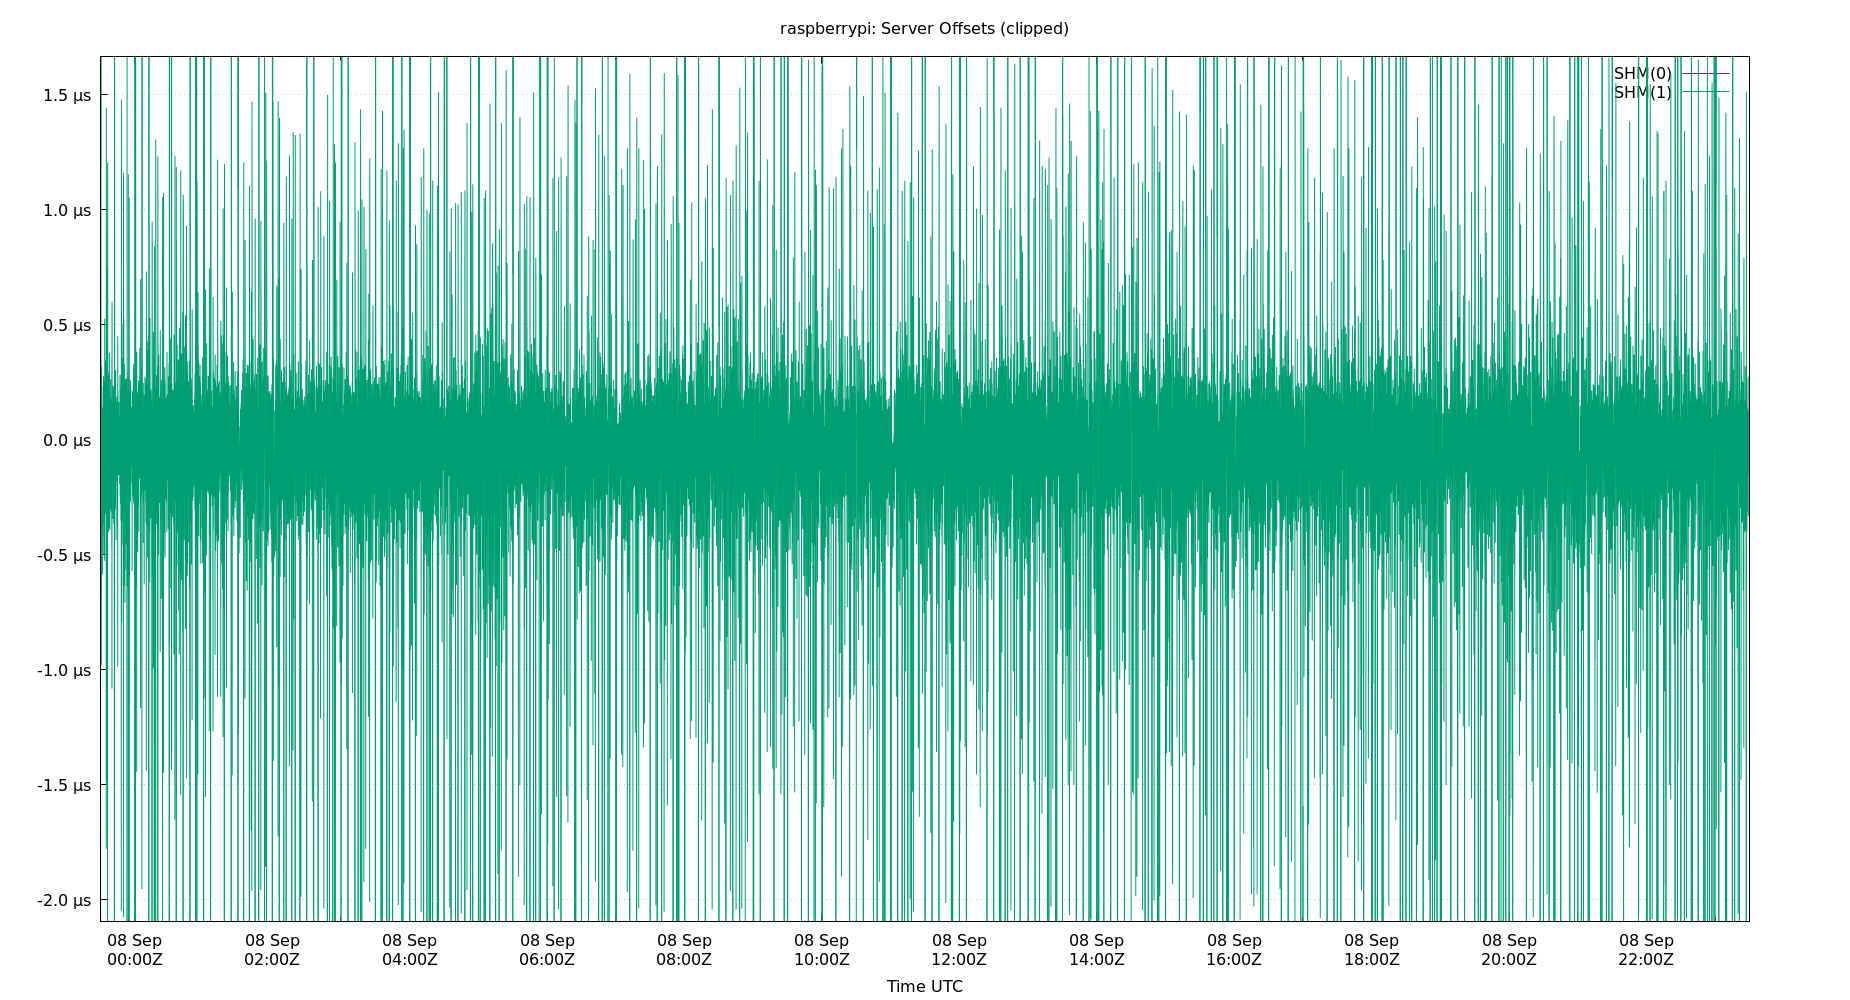 raspberrypi: Server Offsets (clipped)
SHM(0)
SHM(1)
1.5 µs
1.0 µs
0.5 µs
0.0 µs
-0.5 µs
-1.0 µs
-1.5 µs
-2.0 µs
08 Sep 08 Sep 08 Sep 08 Sep 08 Sep 08 Sep 08 Sep 08 Sep 08 Sep 08 Sep 08 Sep 08 Sep
00:00Z 02:00Z 04:00Z 06:00Z 08:00Z 10:00Z 12:00Z 14:00Z 16:00Z 18:00Z 20:00Z 22:00Z
Time UTC